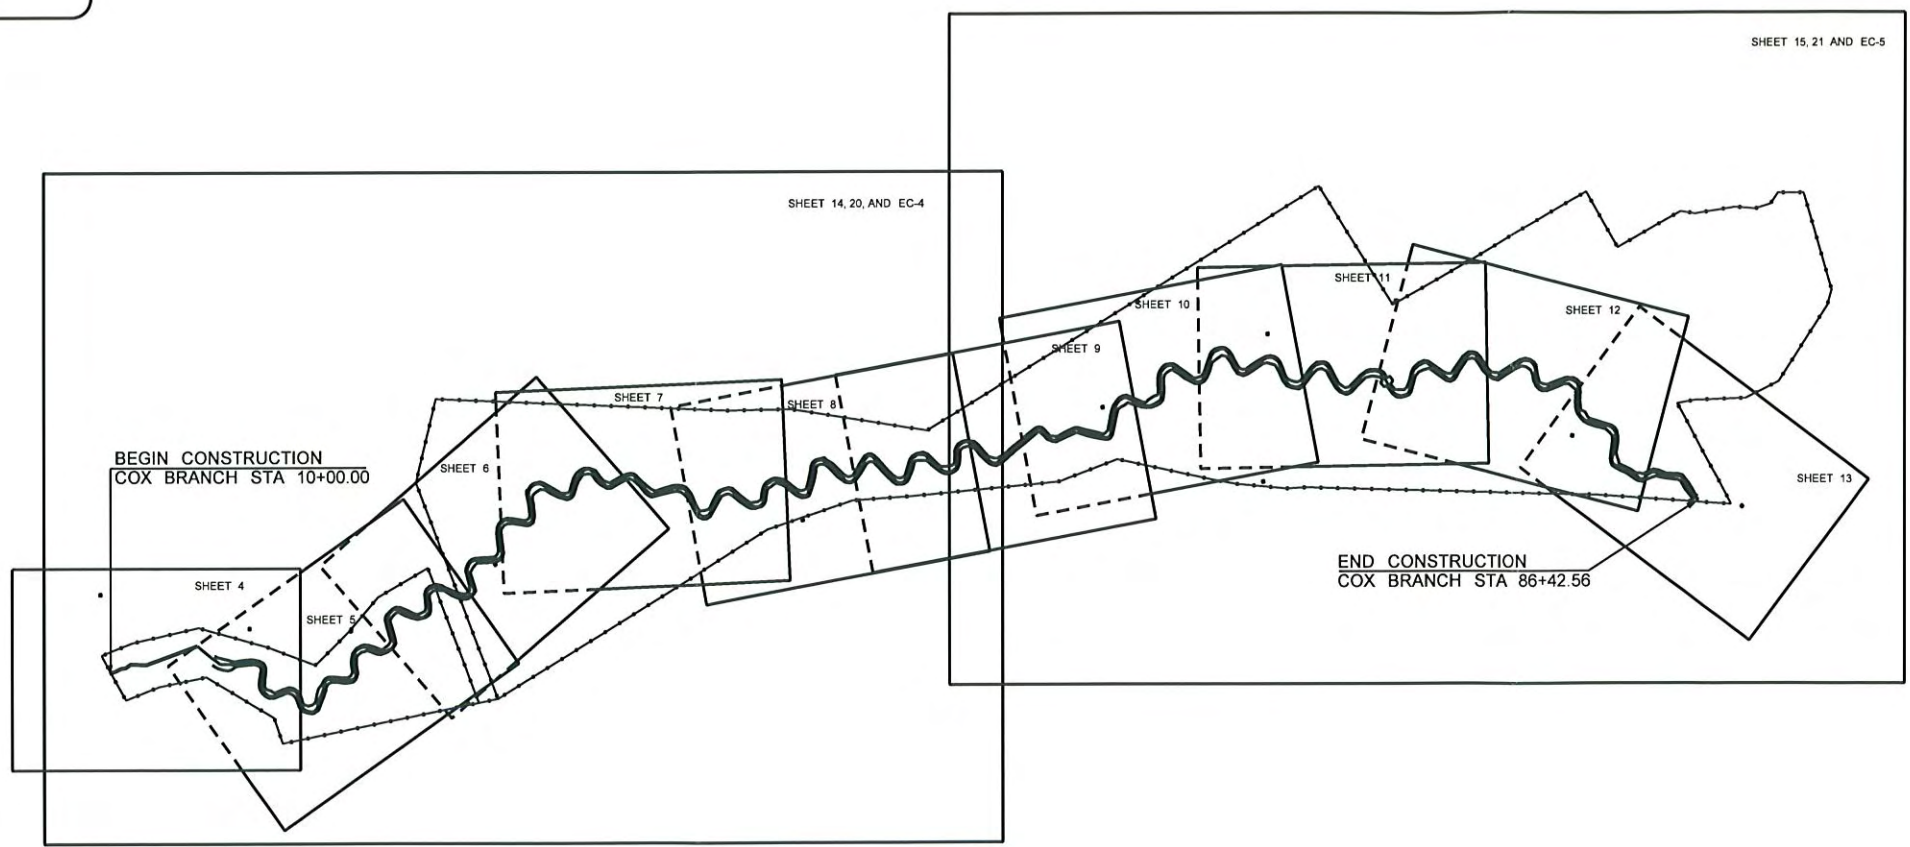 SHEET 15, 21 AND EC-5
SHEET 14, 20, AND EC-4
SHEET 11
SHEET 10
SHEET 12
SHEET 9
SHEET 7
SHEET 8
BEGIN CONSTRUCTION
COX BRANCH STA 10+00.00
SHEET 6
SHEET 13
END CONSTRUCTION
COX BRANCH STA 86+42.56
SHEET 4
SHEET 5